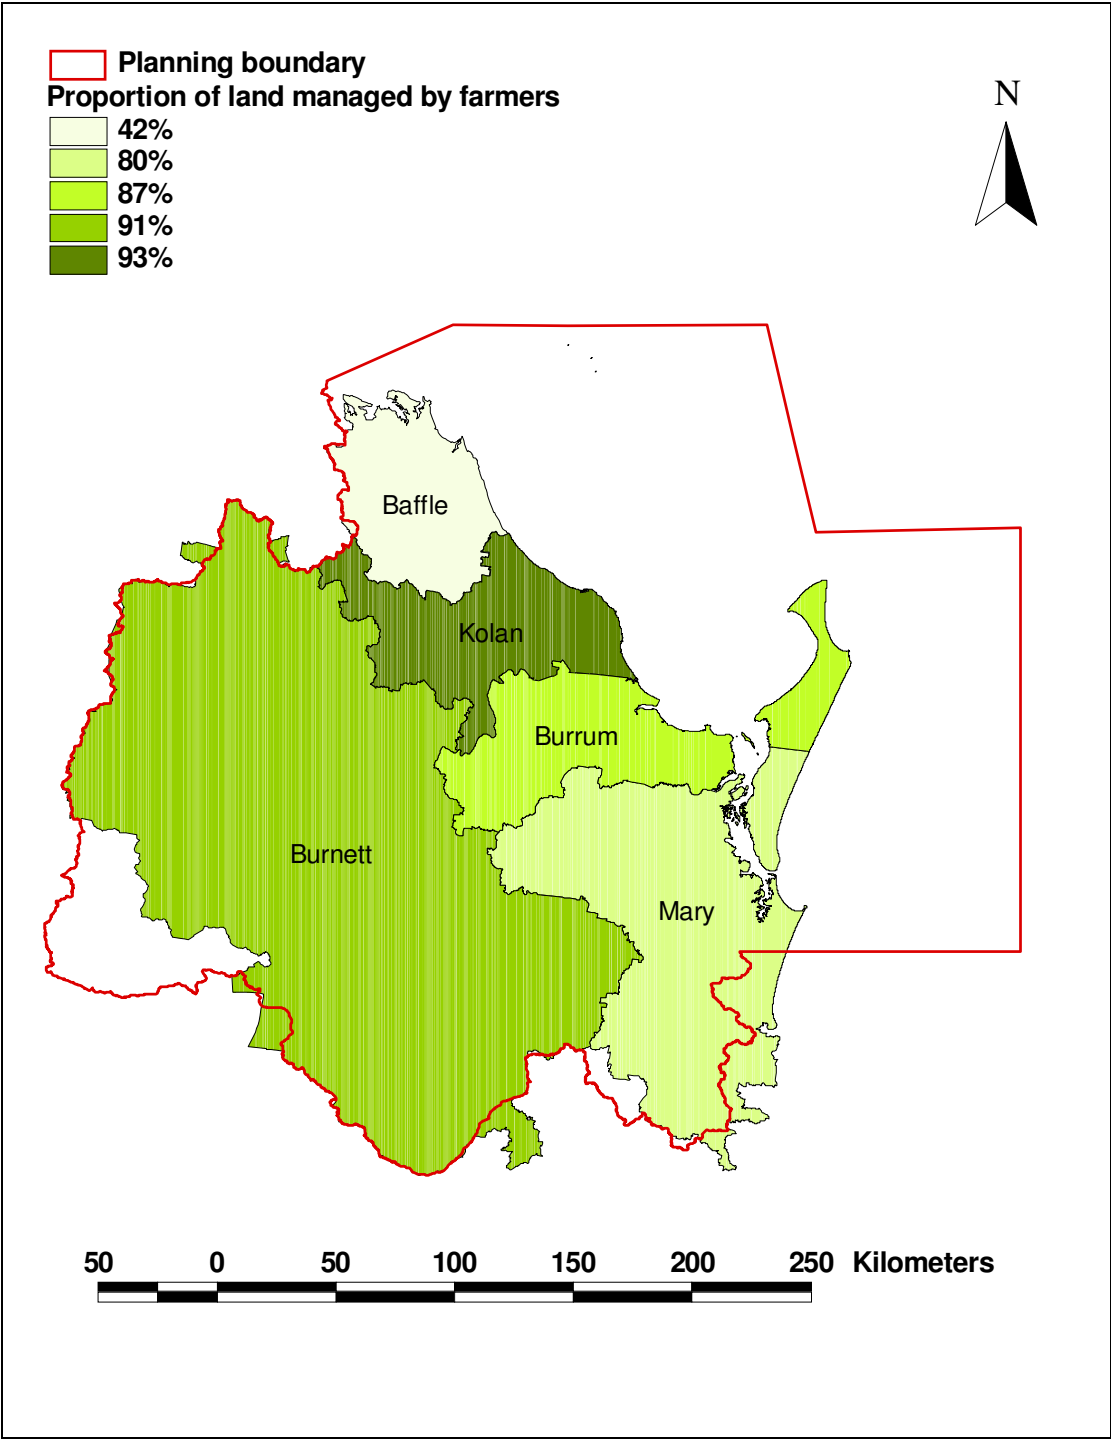 Planning boundary
Proportion of land managed by farmers
42%
80%
87%
91%
93%
N
Baffle
Kolan
Burrum
Burnett
Mary
50 0 50 100 150 200 250 Kilometers